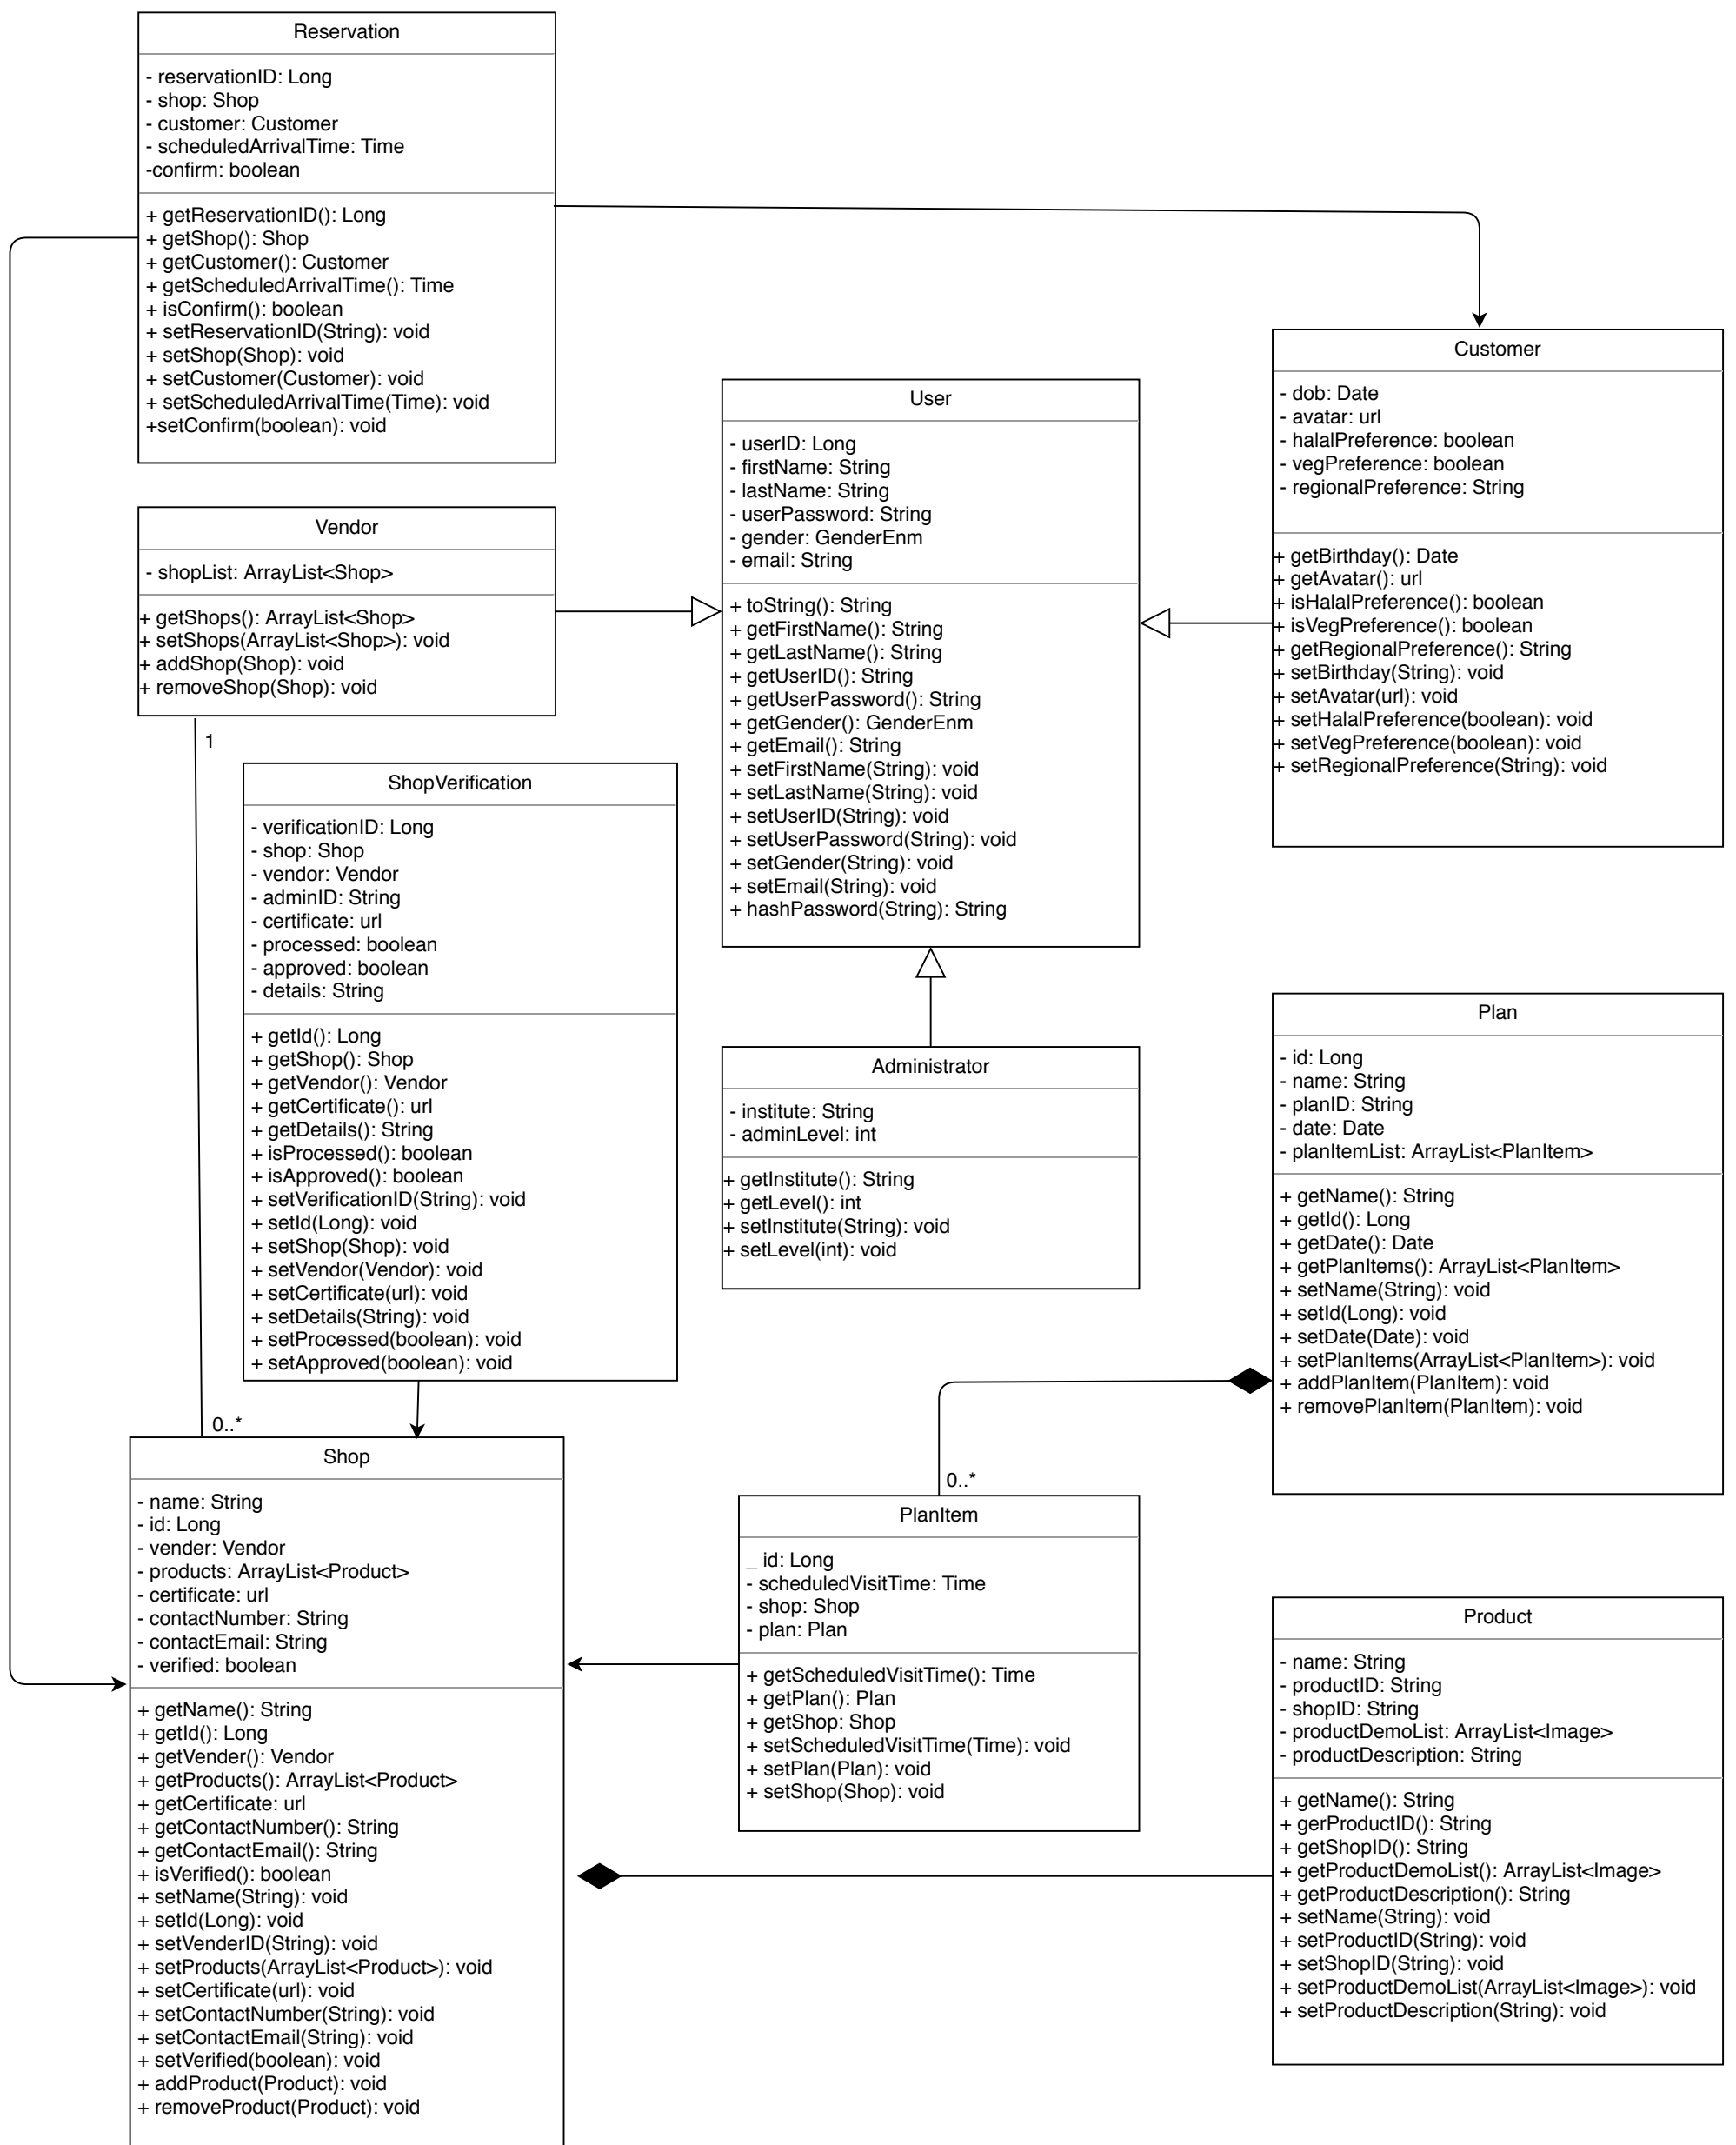 Reservation
- reservationID: Long
- shop: Shop
- customer: Customer
- scheduledArrivalTime: Time
-confirm: boolean
+ getReservationID(): Long
+ getShop(): Shop
+ getCustomer(): Customer
+ getScheduledArrivalTime(): Time
+ isConfirm(): boolean
+ setReservationID(String): void
+ setShop(Shop): void
+ setCustomer(Customer): void
+ setScheduledArrivalTime(Time): void
+setConfirm(boolean): void
Customer
- dob: Date
- avatar: url
- halalPreference: boolean
- vegPreference: boolean
- regionalPreference: String
+ getBirthday(): Date
+ getAvatar(): url
+ isHalalPreference(): boolean
+ isVegPreference(): boolean
+ getRegionalPreference(): String
+ setBirthday(String): void
+ setAvatar(url): void
+ setHalalPreference(boolean): void
+ setVegPreference(boolean): void
+ setRegionalPreference(String): void
User
- userID: Long
- firstName: String
- lastName: String
- userPassword: String
- gender: GenderEnm
- email: String
+ toString(): String
+ getFirstName(): String
+ getLastName(): String
+ getUserID(): String
+ getUserPassword(): String
+ getGender(): GenderEnm
+ getEmail(): String
+ setFirstName(String): void
+ setLastName(String): void
+ setUserID(String): void
+ setUserPassword(String): void
+ setGender(String): void
+ setEmail(String): void
+ hashPassword(String): String
Vendor
- shopList: ArrayList<Shop>
+ getShops(): ArrayList<Shop>
+ setShops(ArrayList<Shop>): void
+ addShop(Shop): void
+ removeShop(Shop): void
1
ShopVerification
- verificationID: Long
- shop: Shop
- vendor: Vendor
- adminID: String
- certificate: url
- processed: boolean
- approved: boolean
- details: String
+ getId(): Long
+ getShop(): Shop
+ getVendor(): Vendor
+ getCertificate(): url
+ getDetails(): String
+ isProcessed(): boolean
+ isApproved(): boolean
+ setVerificationID(String): void
+ setId(Long): void
+ setShop(Shop): void
+ setVendor(Vendor): void
+ setCertificate(url): void
+ setDetails(String): void
+ setProcessed(boolean): void
+ setApproved(boolean): void
0..*
Administrator
- institute: String
- adminLevel: int
+ getInstitute(): String
+ getLevel(): int
+ setInstitute(String): void
+ setLevel(int): void
Plan
- id: Long
- name: String
- planID: String
- date: Date
- planItemList: ArrayList<PlanItem>
+ getName(): String
+ getId(): Long
+ getDate(): Date
+ getPlanItems(): ArrayList<PlanItem>
+ setName(String): void
+ setId(Long): void
+ setDate(Date): void
+ setPlanItems(ArrayList<PlanItem>): void
+ addPlanItem(PlanItem): void
+ removePlanItem(PlanItem): void
0..*
Shop
- name: String
- id: Long
- vender: Vendor
- products: ArrayList<Product>
- certificate: url
- contactNumber: String
- contactEmail: String
- verified: boolean
+ getName(): String
+ getId(): Long
+ getVender(): Vendor
+ getProducts(): ArrayList<Product>
+ getCertificate: url
+ getContactNumber(): String
+ getContactEmail(): String
+ isVerified(): boolean
+ setName(String): void
+ setId(Long): void
+ setVenderID(String): void
+ setProducts(ArrayList<Product>): void
+ setCertificate(url): void
+ setContactNumber(String): void
+ setContactEmail(String): void
+ setVerified(boolean): void
+ addProduct(Product): void
+ removeProduct(Product): void
PlanItem
_ id: Long
- scheduledVisitTime: Time
- shop: Shop
- plan: Plan
+ getScheduledVisitTime(): Time
+ getPlan(): Plan
+ getShop: Shop
+ setScheduledVisitTime(Time): void
+ setPlan(Plan): void
+ setShop(Shop): void
Product
- name: String
- productID: String
- shopID: String
- productDemoList: ArrayList<Image>
- productDescription: String
+ getName(): String
+ gerProductID(): String
+ getShopID(): String
+ getProductDemoList(): ArrayList<Image>
+ getProductDescription(): String
+ setName(String): void
+ setProductID(String): void
+ setShopID(String): void
+ setProductDemoList(ArrayList<Image>): void
+ setProductDescription(String): void